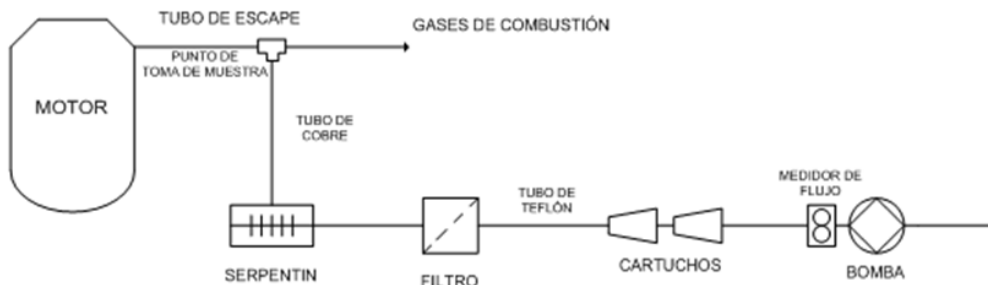 TUBO DE ESCAPE
GASES DE COMBUSTIÓN
PUNTO DE
TOMA DE MUESTRA
MOTOR
TUBO DE
COBRE
MEDIDOR DE
FLUJO
TUBO DE
TEFLÓN
CARTUCHOS
BOMBA
SERPENTIN
FILTRO